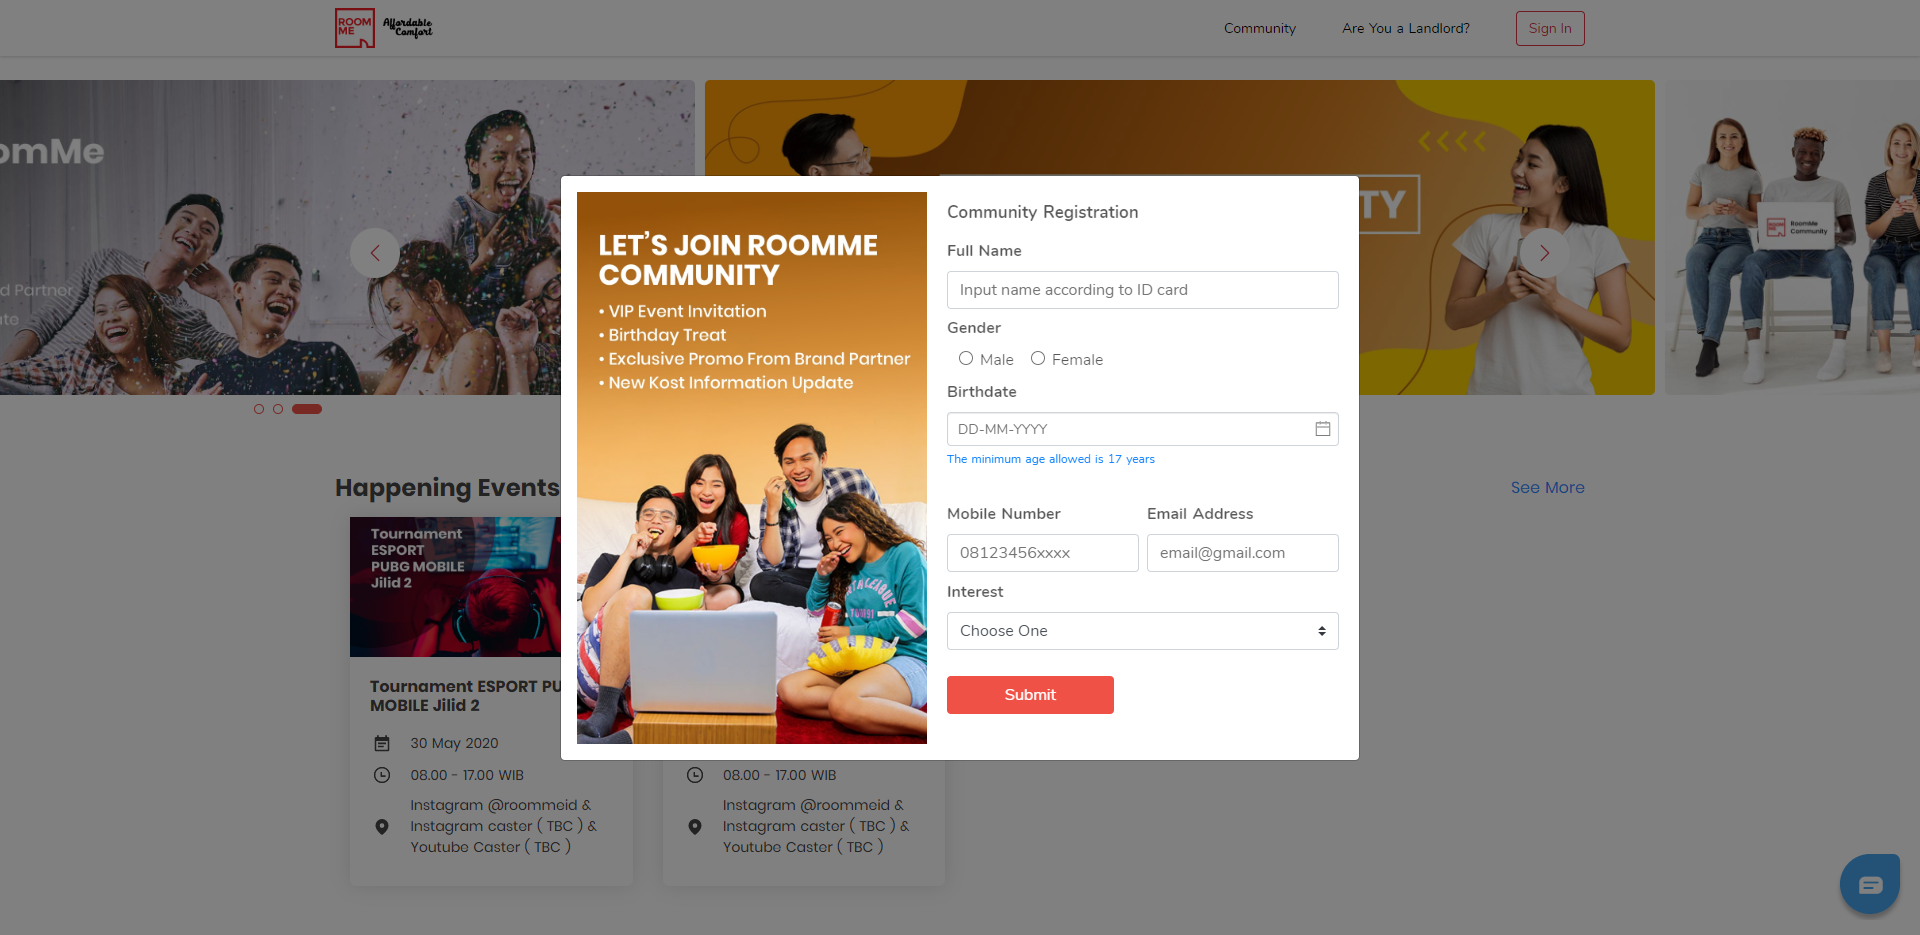 ROOM
ME
Affordable
Comfort
Community
Are You a Landlord?
Sign In
omMe
d Partner
ate
TY
RoomMe
Community
LET'S JOIN ROOMME
COMMUNITY
• VIP Event Invitation
• Birthday Treat
• Exclusive Promo From Brand Partner
• New Kost Information Update
Community Registration
Full Name
Input name according to ID card
Gender
Male
Female
Birthdate
DD-MM-YYYY
The minimum age allowed is 17 years
Mobile Number
Email Address
08123456xxxx
email@gmail.com
Interest
Choose One
Submit
Happening Events
See More
Tournament
ESPORT
PUBG MOBILE
Jilid 2
Tournament ESPORT PU
MOBILE Jilid 2
30 May 2020
08.00 - 17.00 WIB
Instagram @roommeid &
Instagram caster ( TBC ) &
Youtube Caster ( TBC )
08.00 - 17.00 WIB
Instagram @roommeid &
Instagram caster ( TBC ) &
Youtube Caster ( TBC )